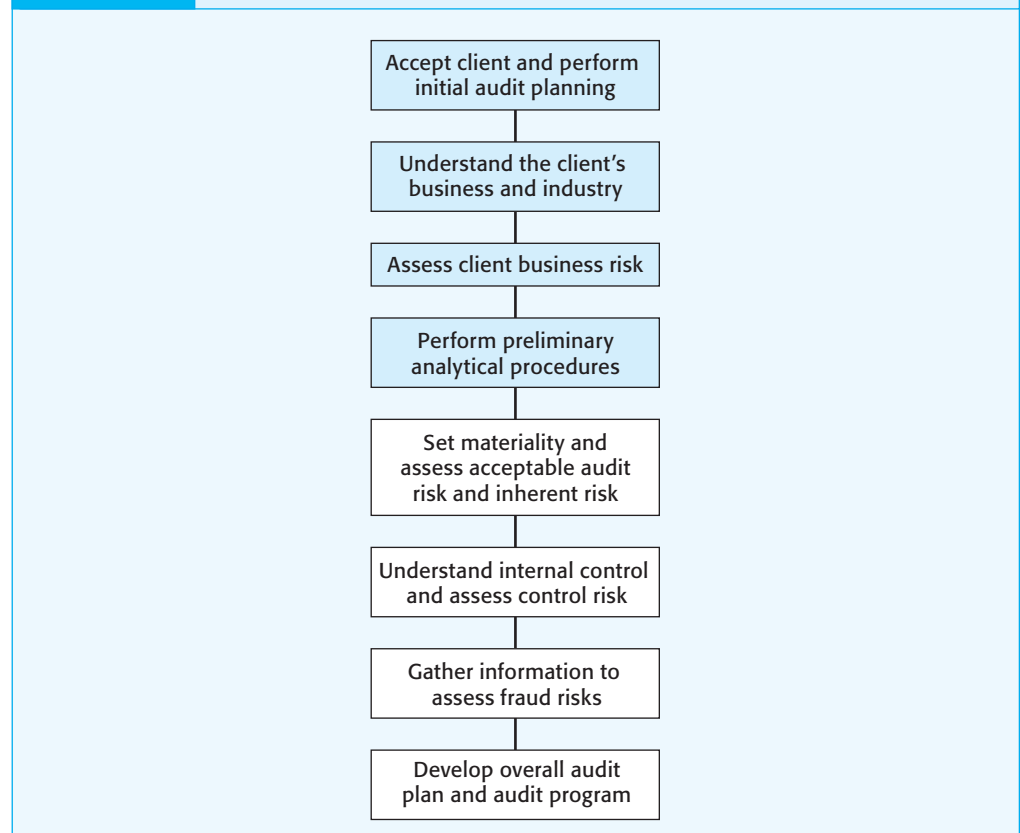 Accept client and perform
initial audit planning
Understand the client's
business and industry
Assess client business risk
Perform preliminary
analytical procedures
Set materiality and
assess acceptable audit
risk and inherent risk
Understand internal control
and assess control risk
Gather information to
assess fraud risks
Develop overall audit
plan and audit program